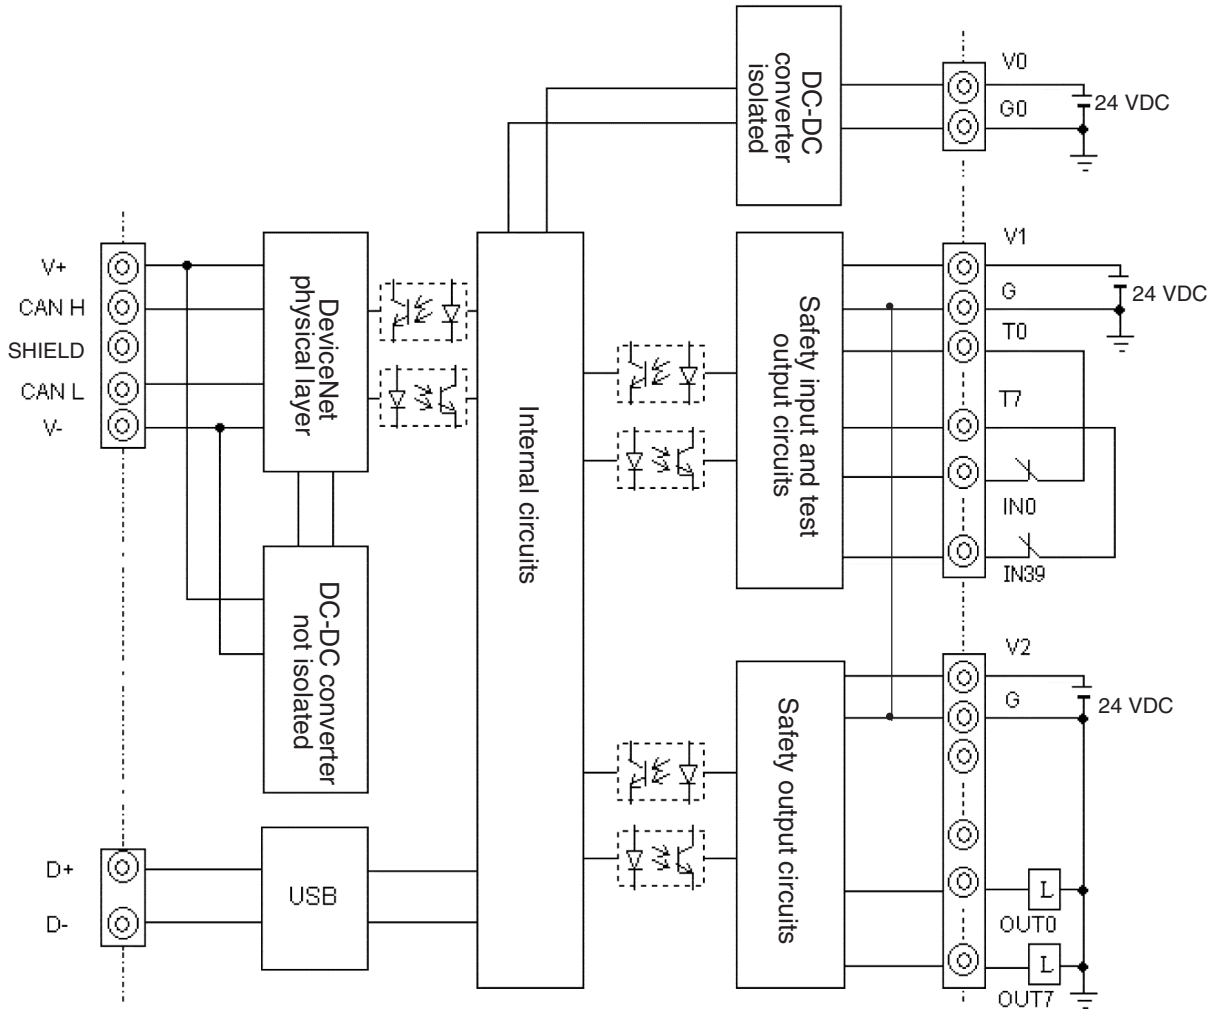 DC-DC
converter
isolated
V0
G0
24 VDC
V+
CAN H
SHIELD
CAN L
V-
DeviceNet
physical layer
DC-DC converter
not isolated
Internal circuits
Safety input and test
output circuits
V1
G
T0
T7
IN0
IN39
24 VDC
D+
D-
USB
Safety output circuits
V2
G
24 VDC
L
OUT0
L
OUT7